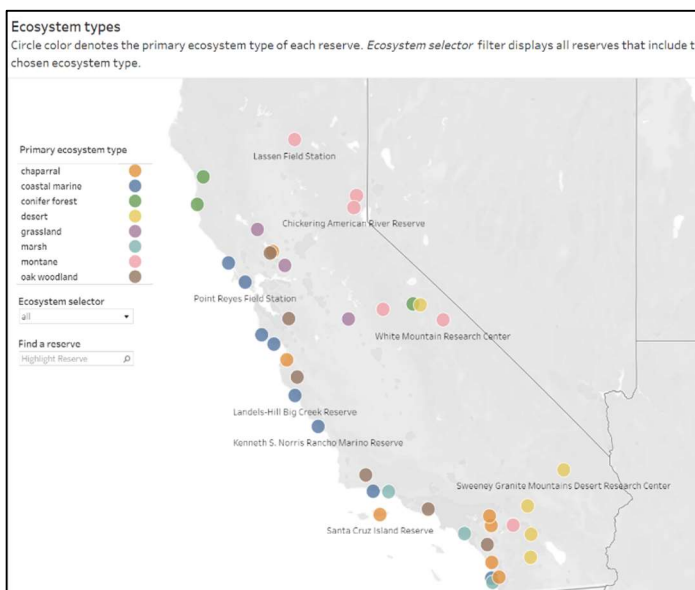 Ecosystem types
Circle color denotes the primary ecosystem type of each reserve. Ecosystem selector filter displays all reserves that include t
chosen ecosystem type.
Primary ecosystem type
chaparral
coastal marine
conifer forest
desert
grassland
marsh
montane
oak woodland
Ecosystem selector
all
Find a reserve
Highlight Reserve
Lassen Field Station
Chickering American River Reserve
Point Reyes Field Station
White Mountain Research Center
Landels-Hill Big Creek Reserve
Kenneth S. Norris Rancho Marino Reserve
Sweeney Granite Mountains Desert Research Center
Santa Cruz Island Reserve